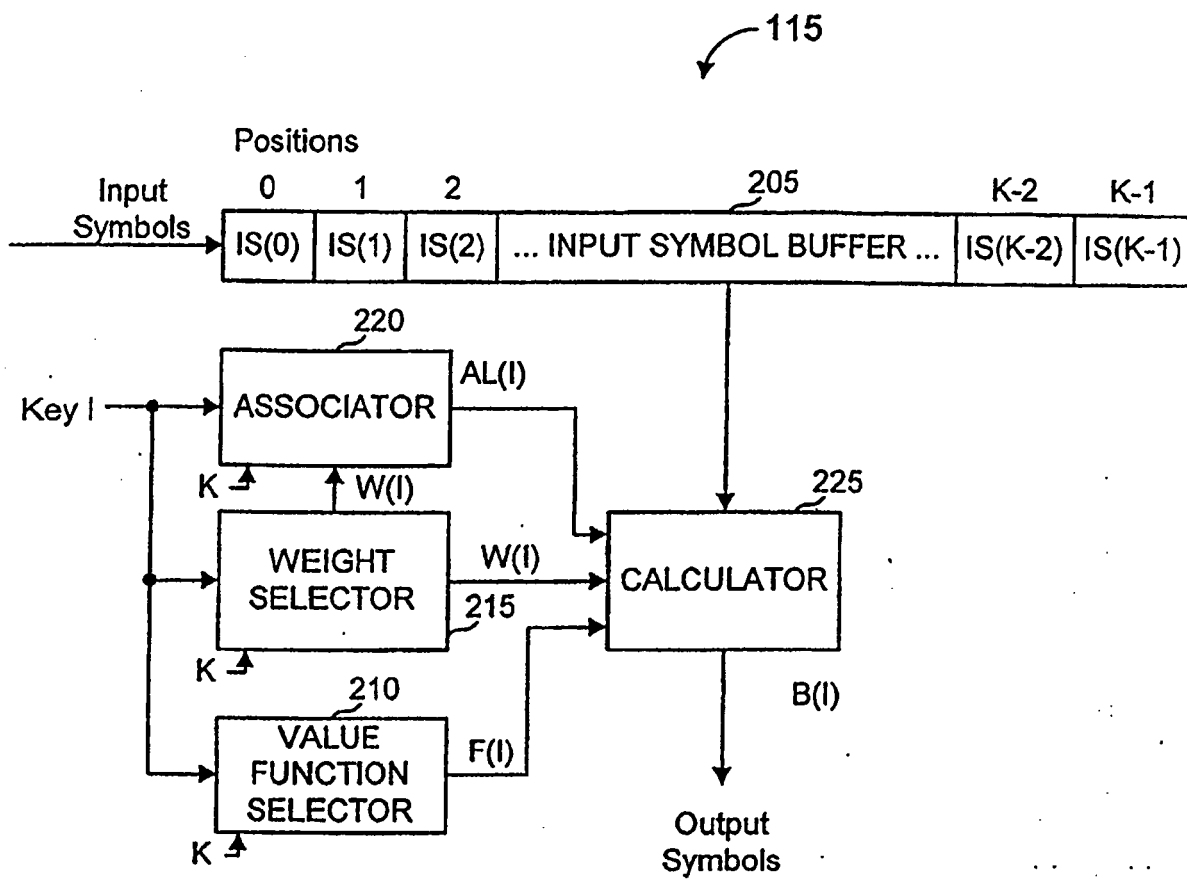 115
Positions
0 1 2 205 K-2 K-1
Input
Symbols
IS(0) IS(1) IS(2) ... INPUT SYMBOL BUFFER ... IS(K-2) IS(K-1)
220
AL(I)
Key I
ASSOCIATOR
K
W(I)
225
WEIGHT
SELECTOR
W(I)
215
CALCULATOR
K
210
B(I)
VALUE
FUNCTION
SELECTOR
F(I)
K
Output
Symbols